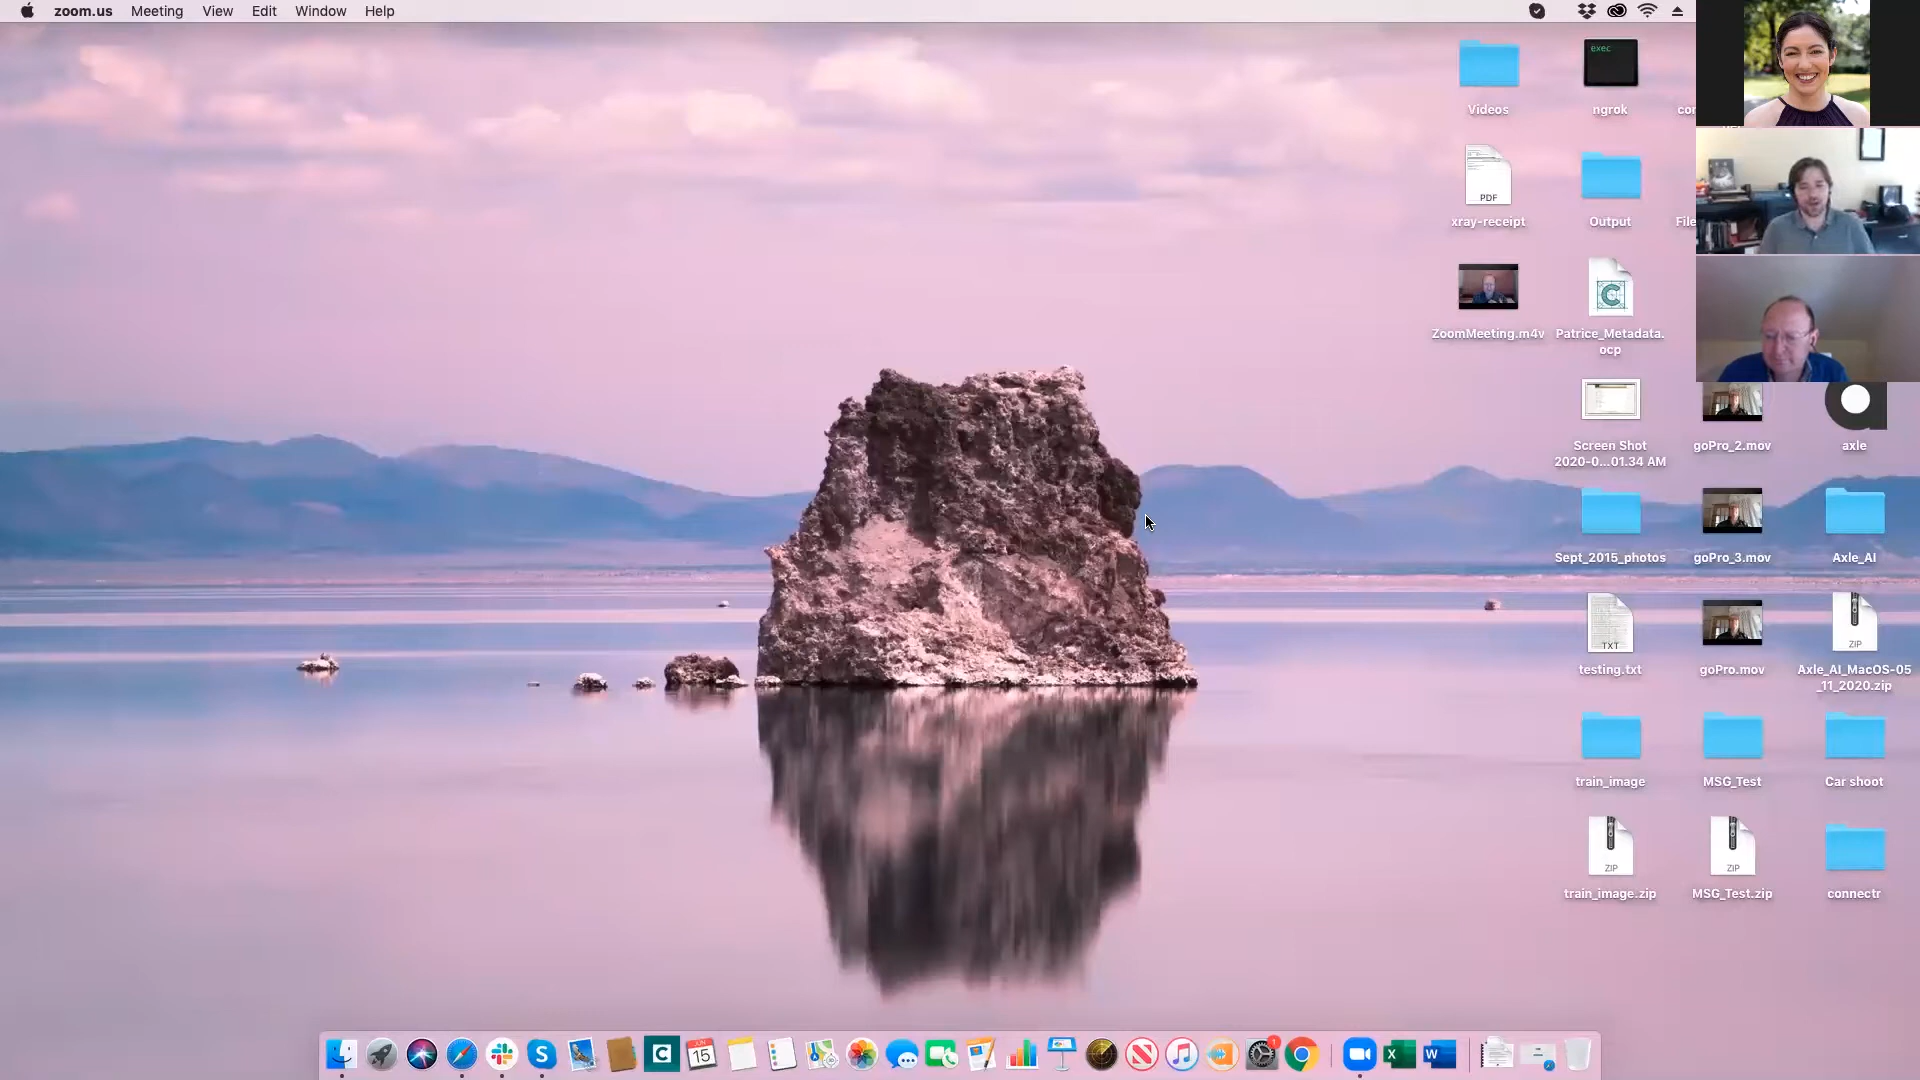 zoom.us Meeting View Edit Window Help
exec
Videos
ngrok
PDF
xray-receipt
Output
File
ZoomMeeting.m4v
Patrice_Metadata.
ocp
Screen Shot
2020-0...01.34 AM
goPro_2.mov
axle
Sept_2015_photos
goPro_3.mov
Axle_AI
TXT
testing.txt
goPro.mov
ZIP
Axle_AI_MacOS-05
_11_2020.zip
train_image
MSG_Test
Car shoot
ZIP
train_image.zip
ZIP
MSG_Test.zip
connectr
JUN
15